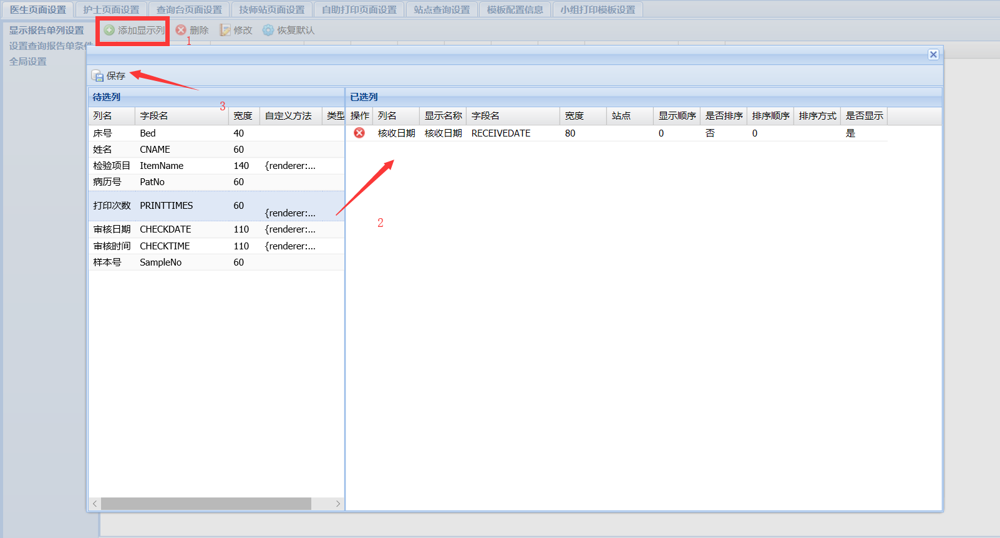 医生页面设置 护士页面设置 查询台页面设置 技师站页面设置 自助打印页面设置 站点查询设置 模板配置信息 小组打印模板设置
显示报告单列设置 添加显示列 删除 修改 恢复默认
1
设置查询报告单条件
全局设置
保存
3
待选列
列名 字段名 宽度 自定义方法 类型
床号 Bed 40
姓名 CNAME 60
检验项目 ItemName 140 {renderer:...
病历号 PatNo 60
打印次数 PRINTTIMES 60 {renderer:...
审核日期 CHECKDATE 110 {renderer:...
审核时间 CHECKTIME 110 {renderer:...
样本号 SampleNo 60
已选列
操作 列名 显示名称 字段名 宽度 站点 显示顺序 是否排序 排序顺序 排序方式 是否显示
核收日期 核收日期 RECEIVEDATE 80 0 否 0 是
2